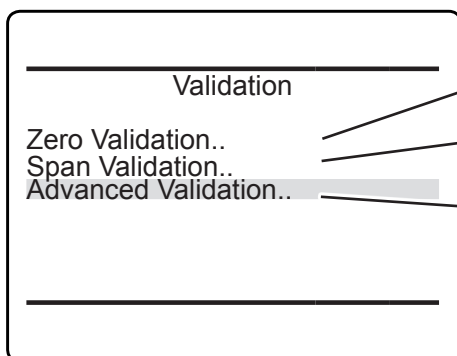 Validation
Zero Validation..
Span Validation..
Advanced Validation..